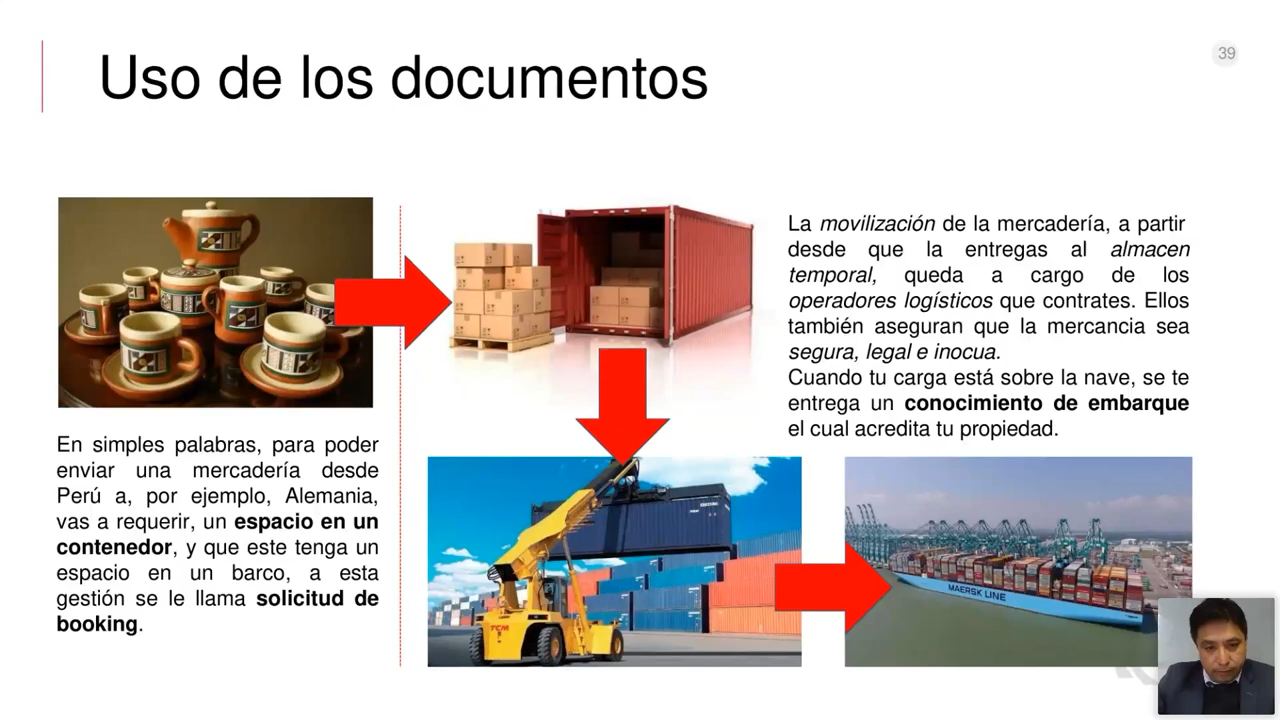 Uso de los documentos
39
En simples palabras, para poder
enviar una mercadería desde
Perú a, por ejemplo, Alemania,
vas a requerir, un espacio en un
contenedor, y que este tenga un
espacio en un barco, a esta
gestión se le llama solicitud de
booking.
La movilización de la mercadería, a partir
desde que la entregas al almacen
temporal, queda a cargo de los
operadores logísticos que contrates. Ellos
también aseguran que la mercancia sea
segura, legal e inocua.
Cuando tu carga está sobre la nave, se te
entrega un conocimiento de embarque
el cual acredita tu propiedad.
TCM
MAERSK LINE